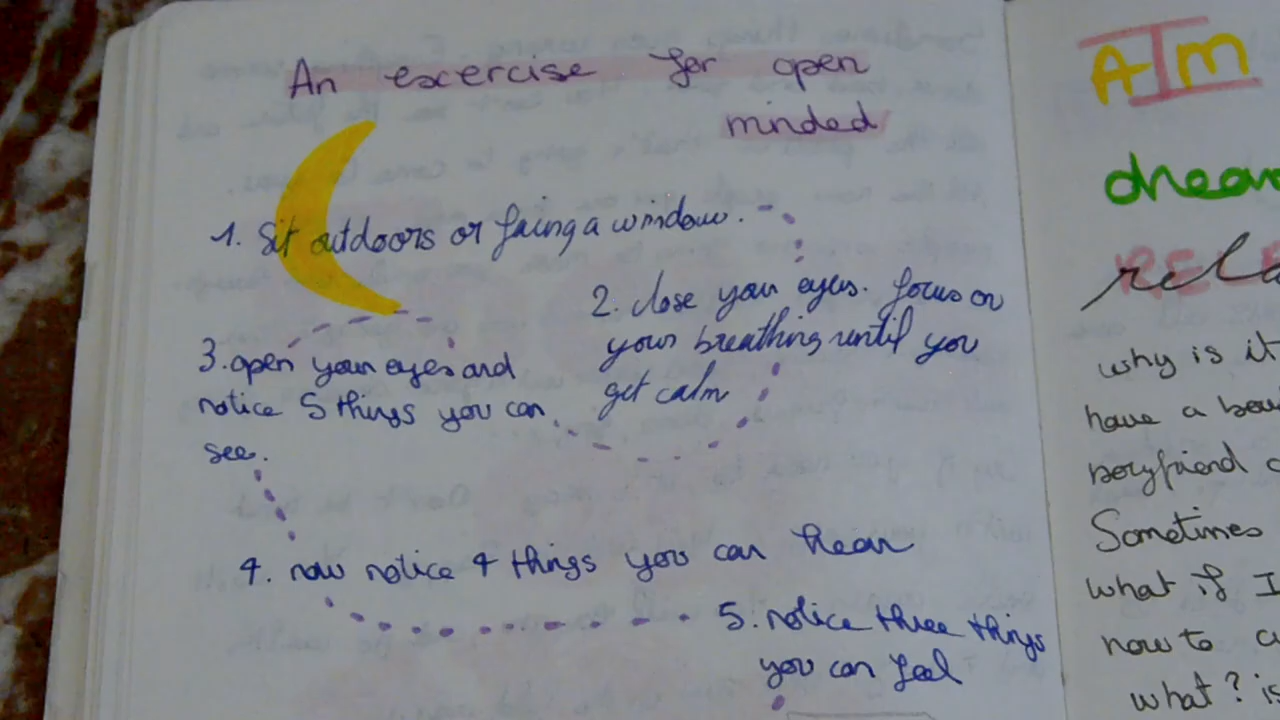 An excercise for open
minded
1. Sit outdoors or facing a window.
2. close your eyes. focus on
your breathing until you
get calm
3. open your eyes and
notice 5 things you can
see.
4. now notice 4 things you can hear
5. notice three things
you can feel
AIM
why is it
have a
boryfriend
Sometimes
what if I
now to
what? is